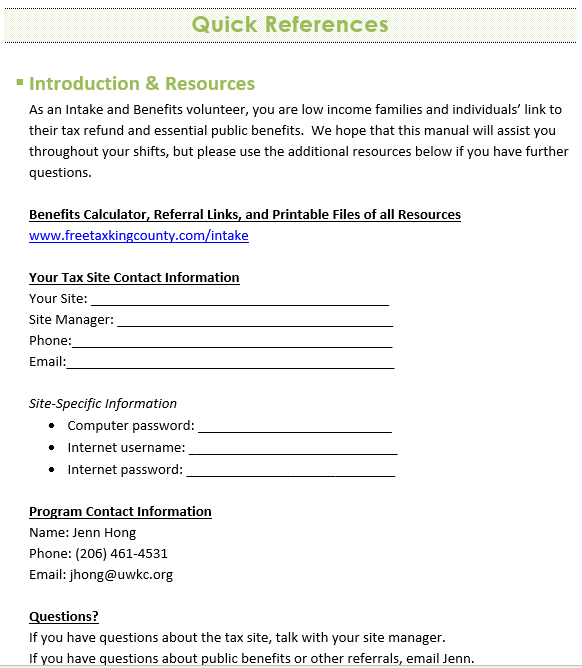 Quick References
Introduction & Resources
As an Intake and Benefits volunteer, you are low income families and individuals' link to
their tax refund and essential public benefits.  We hope that this manual will assist you
throughout your shifts, but please use the additional resources below if you have further
questions.
Benefits Calculator, Referral Links, and Printable Files of all Resources
www.freetaxkingcounty.com/intake
Your Tax Site Contact Information
Your Site: ________________________________________
Site Manager: _____________________________________
Phone:___________________________________________
Email:____________________________________________
Site-Specific Information
• Computer password: __________________________
• Internet username: ____________________________
• Internet password: ____________________________
Program Contact Information
Name: Jenn Hong
Phone: (206) 461-4531
Email: jhong@uwkc.org
Questions?
If you have questions about the tax site, talk with your site manager.
If you have questions about public benefits or other referrals, email Jenn.